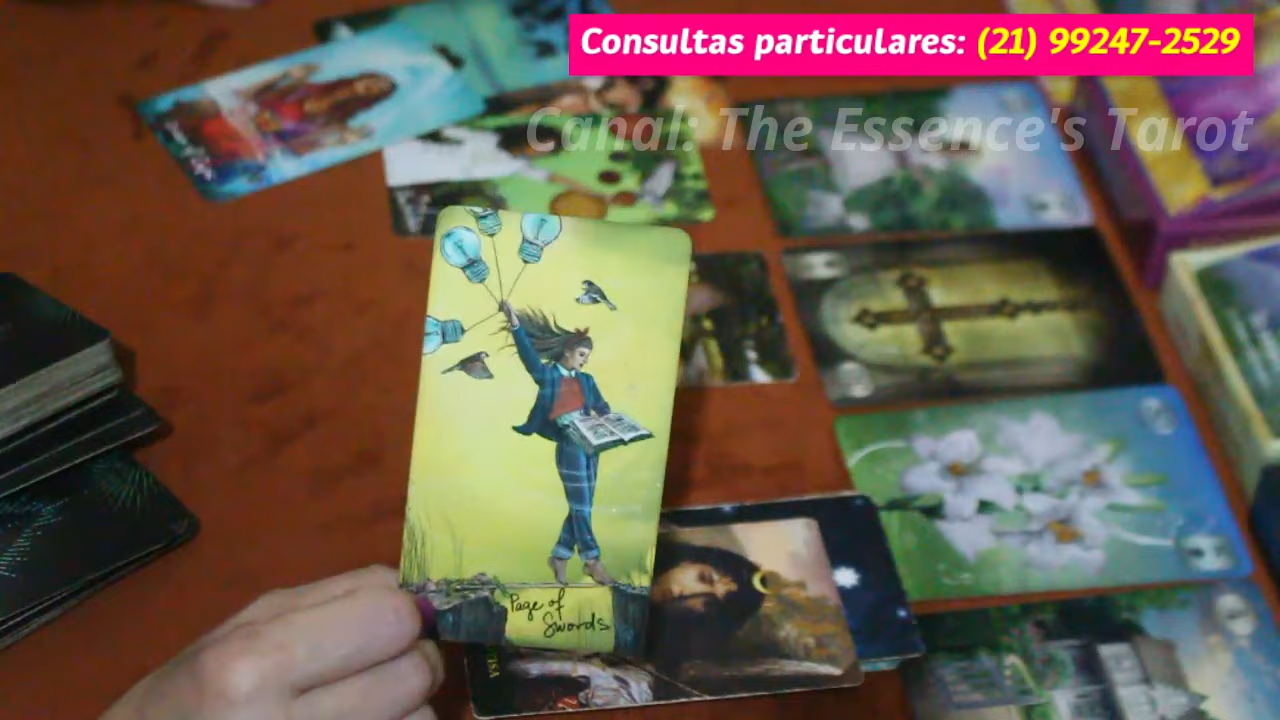 Consultas particulares: (21) 99247-2529
Canal: The Essence's Tarot
Page of
Swords